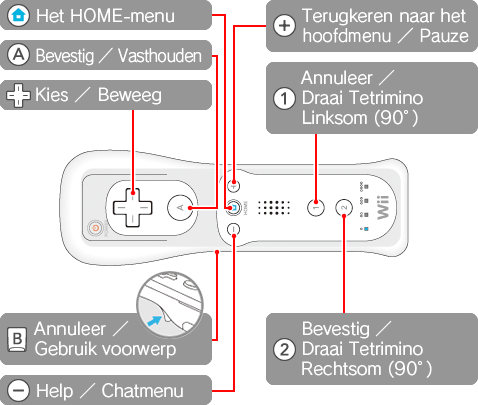 Het HOME-menu
A Bevestig / Vasthouden
Kies / Beweeg
+ Terugkeren naar het
hoofdmenu / Pauze
1 Annuleer /
Draai Tetrimino
Linksom (90°)
A
HOME
1
2
Wii
B Annuleer /
Gebruik voorwerp
− Help / Chatmenu
2 Bevestig /
Draai Tetrimino
Rechtsom (90°)